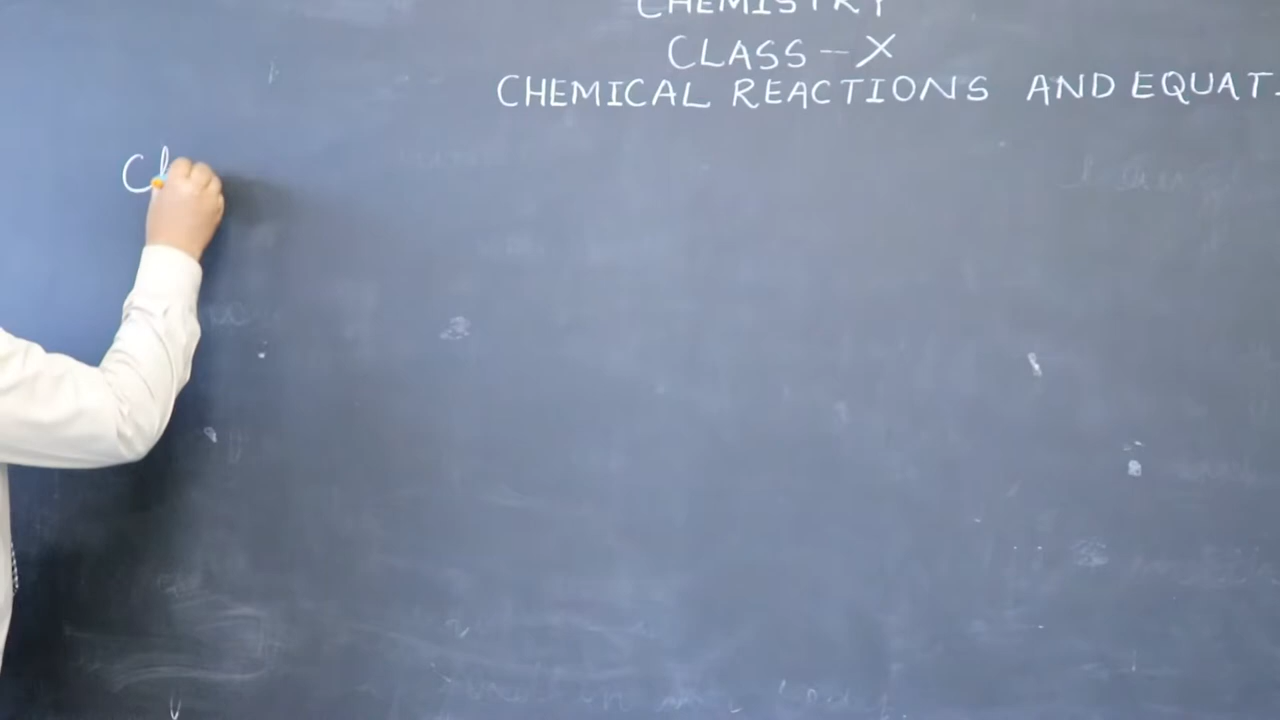 CHEMISTRY
CLASS - X
CHEMICAL REACTIONS AND EQUAT